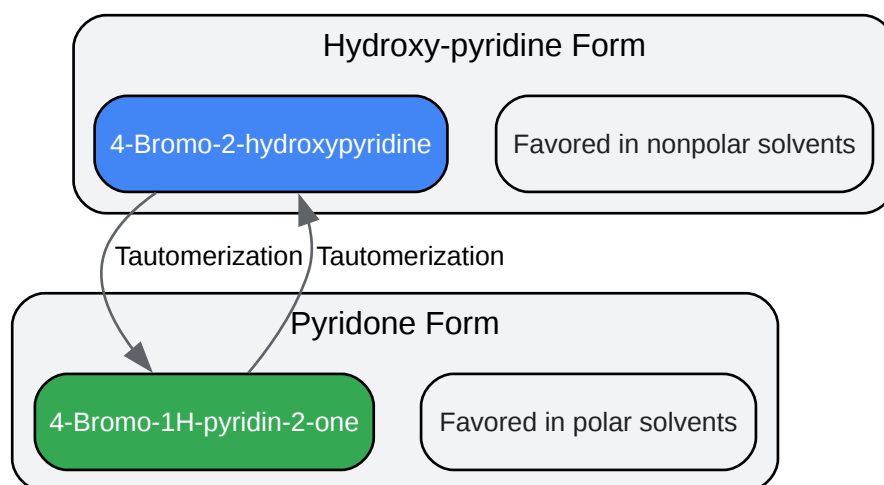 Hydroxy-pyridine Form
4-Bromo-2-hydroxypyridine
Favored in nonpolar solvents
Tautomerization
Tautomerization
Pyridone Form
4-Bromo-1H-pyridin-2-one
Favored in polar solvents